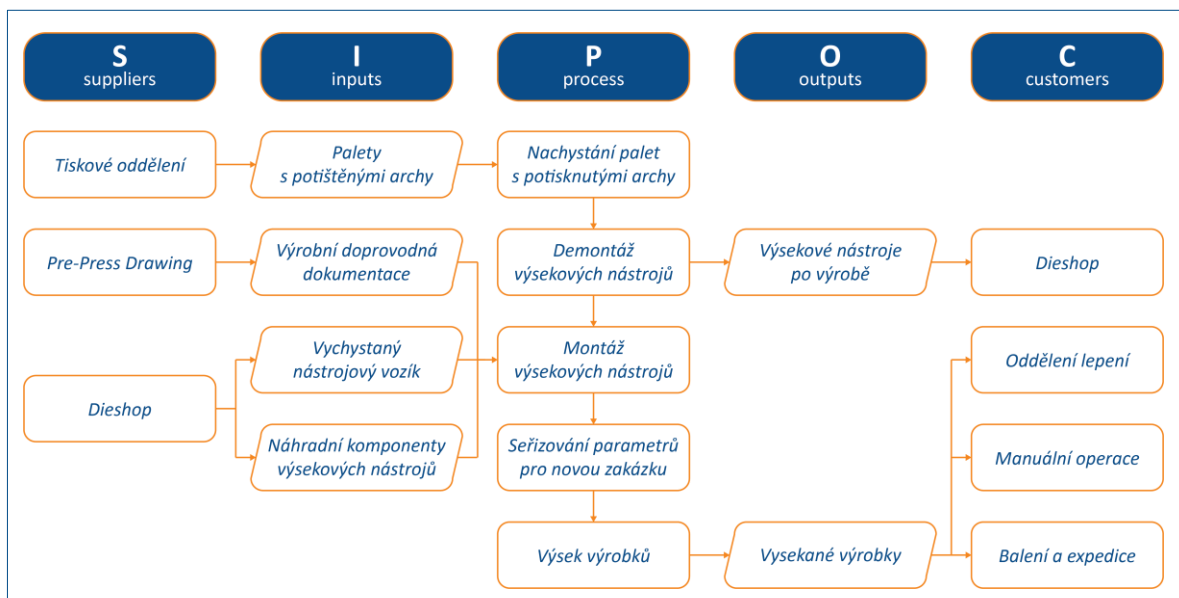 S
suppliers
I
inputs
P
process
O
outputs
C
customers
Tiskové oddělení
Palety
s potištěnými archy
Nachystání palet
s potisknutými archy
Pre-Press Drawing
Výrobní doprovodná
dokumentace
Demontáž
výsekových nástrojů
Výsekové nástroje
po výrobě
Dieshop
Dieshop
Vychystaný
nástrojový vozík
Montáž
výsekových nástrojů
Oddělení lepení
Náhradní komponenty
výsekových nástrojů
Seřizování parametrů
pro novou zakázku
Manuální operace
Výsek výrobků
Vysekané výrobky
Balení a expedice